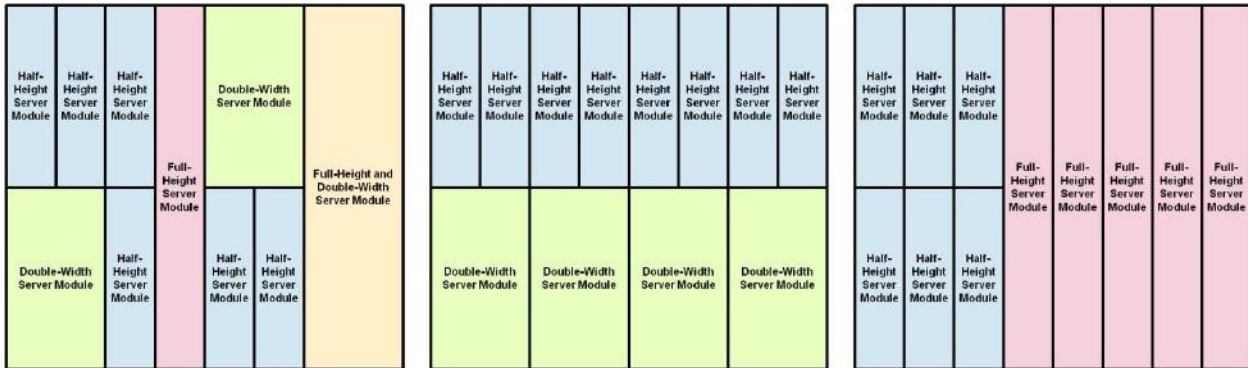 Half-
Height
Server
Module
Half-
Height
Server
Module
Half-
Height
Server
Module
Full-
Height
Server
Module
Double-Width
Server Module
Full-Height and
Double-Width
Server Module
Double-Width
Server Module
Half-
Height
Server
Module
Half-
Height
Server
Module
Half-
Height
Server
Module
Half-
Height
Server
Module
Half-
Height
Server
Module
Half-
Height
Server
Module
Half-
Height
Server
Module
Half-
Height
Server
Module
Half-
Height
Server
Module
Half-
Height
Server
Module
Half-
Height
Server
Module
Double-Width
Server Module
Double-Width
Server Module
Double-Width
Server Module
Double-Width
Server Module
Half-
Height
Server
Module
Half-
Height
Server
Module
Half-
Height
Server
Module
Full-
Height
Server
Module
Full-
Height
Server
Module
Full-
Height
Server
Module
Full-
Height
Server
Module
Full-
Height
Server
Module
Half-
Height
Server
Module
Half-
Height
Server
Module
Half-
Height
Server
Module